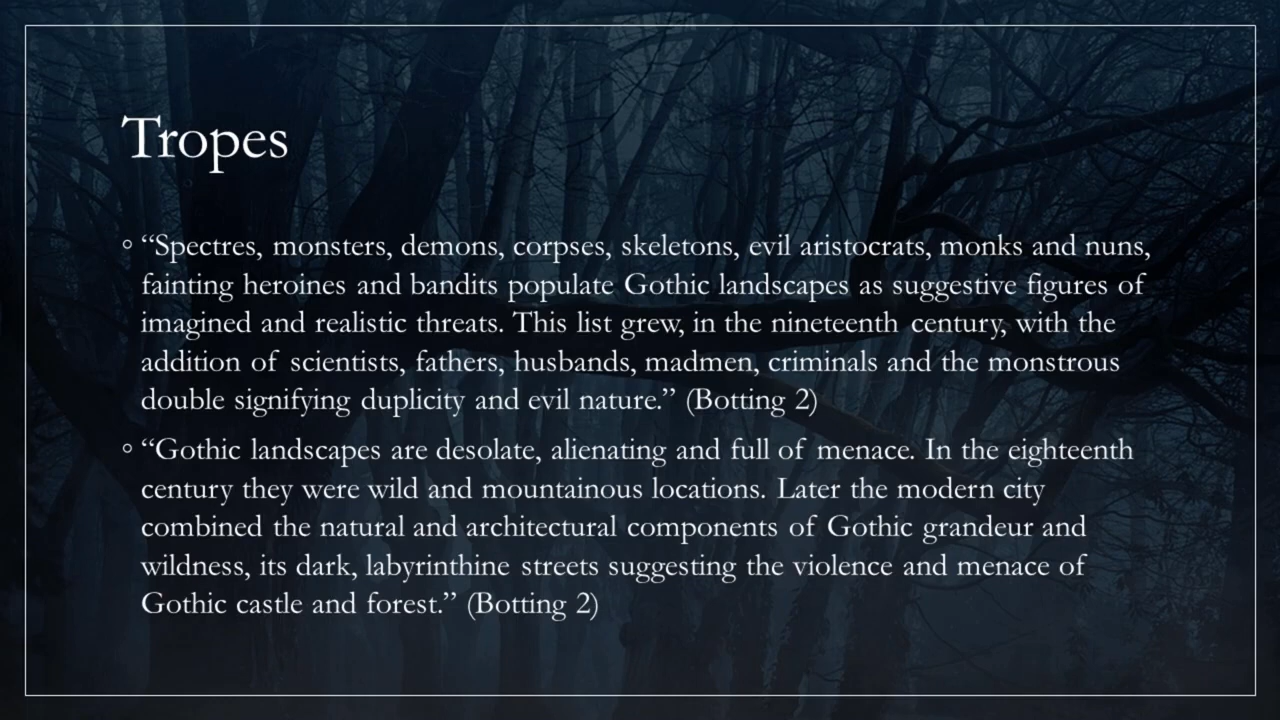 Tropes
◦ “Spectres, monsters, demons, corpses, skeletons, evil aristocrats, monks and nuns,
fainting heroines and bandits populate Gothic landscapes as suggestive figures of
imagined and realistic threats. This list grew, in the nineteenth century, with the
addition of scientists, fathers, husbands, madmen, criminals and the monstrous
double signifying duplicity and evil nature.” (Botting 2)
◦ “Gothic landscapes are desolate, alienating and full of menace. In the eighteenth
century they were wild and mountainous locations. Later the modern city
combined the natural and architectural components of Gothic grandeur and
wildness, its dark, labyrinthine streets suggesting the violence and menace of
Gothic castle and forest.” (Botting 2)